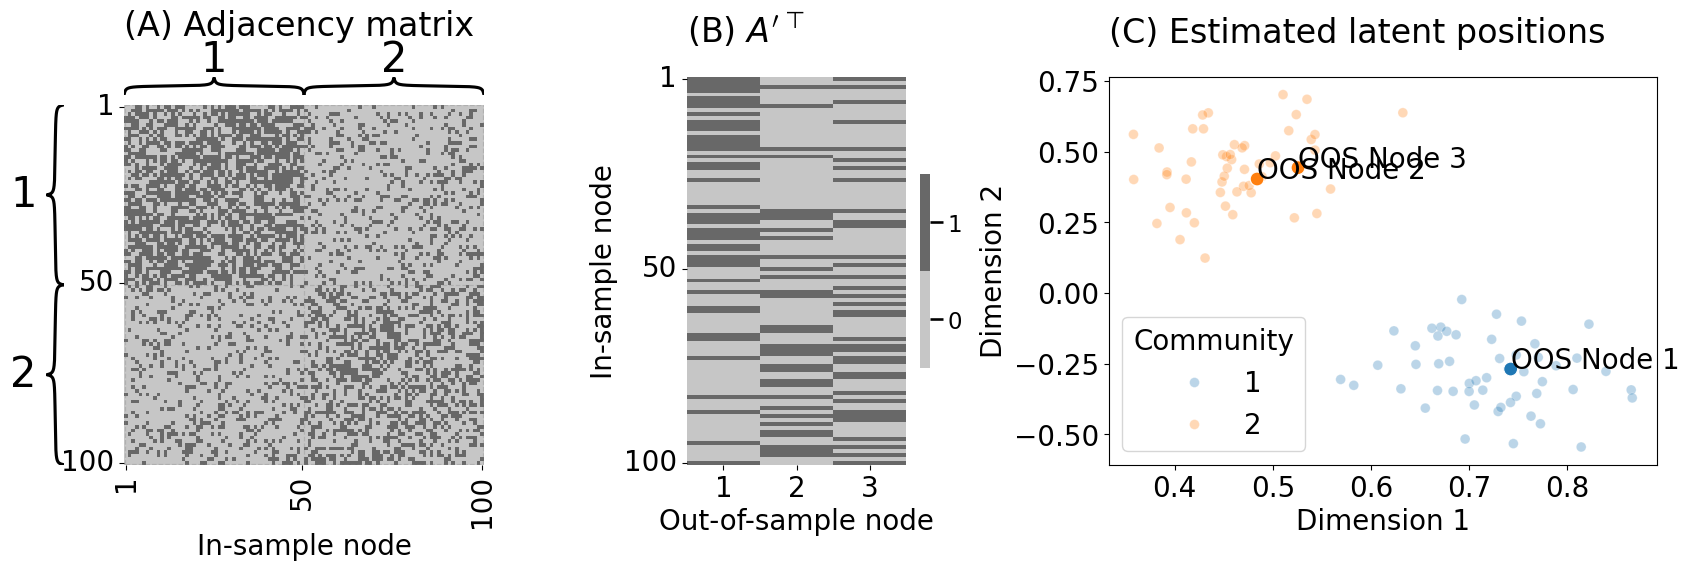 (A) Adjacency matrix
1
2
1
2
1
50
100
1
50
100
In-sample node
(B) A′ ⊤
1
50
100
In-sample node
1
2
3
Out-of-sample node
1
0
(C) Estimated latent positions
0.75
0.50
0.25
0.00
−0.25
−0.50
Dimension 2
OOS Node 3
OOS Node 2
OOS Node 1
Community
1
2
0.4
0.5
0.6
0.7
0.8
Dimension 1